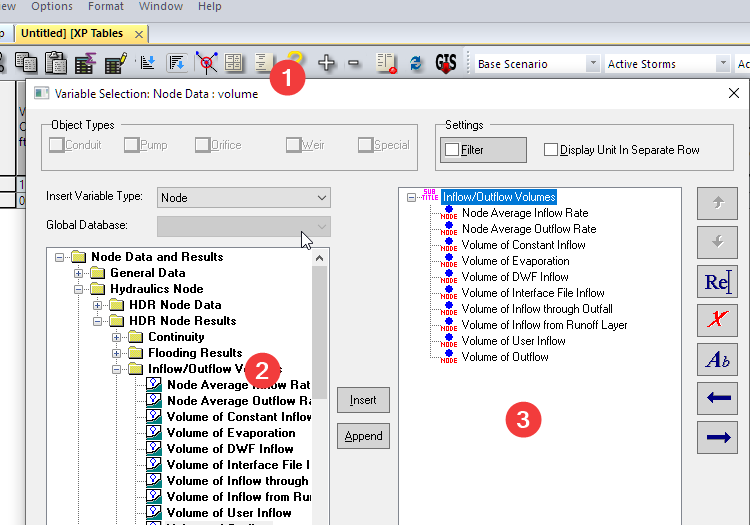 ow Options Format Window Help
p Untitled] [XP Tables
GIS Base Scenario Active Storms Ac
1
Variable Selection: Node Data : volume
Object Types
Conduit Pump Orifice Weir Special
Settings
Filter Display Unit In Separate Row
Insert Variable Type: Node
Global Database:
Node Data and Results
General Data
Hydraulics Node
HDR Node Data
HDR Node Results
Continuity
Flooding Results
Inflow/Outflow
2
Node Average Rat
Node Average Outflow Ra
Volume of Constant Inflow
Volume of Evaporation
Volume of DWF Inflow
Volume of Interface File I
Volume of Inflow through
Volume of Inflow from Run
Volume of User Inflow
Insert
Append
SUB TITLE Inflow/Outflow Volumes
NODE Node Average Inflow Rate
NODE Node Average Outflow Rate
NODE Volume of Constant Inflow
NODE Volume of Evaporation
NODE Volume of DWF Inflow
NODE Volume of Interface File Inflow
NODE Volume of Inflow through Outfall
NODE Volume of Inflow from Runoff Layer
NODE Volume of User Inflow
NODE Volume of Outflow
3
Re
Ab